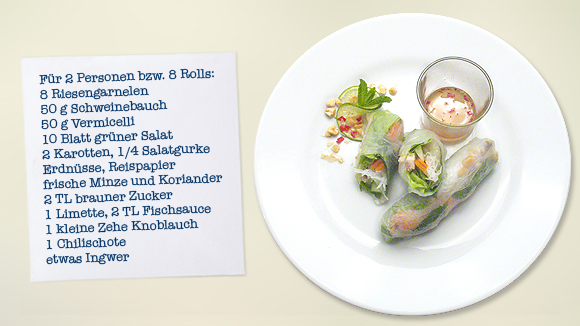 Für 2 Personen bzw. 8 Rolls:
8 Riesengarnelen
50 g Schweinebauch
50 g Vermicelli
10 Blatt grüner Salat
2 Karotten, 1/4 Salatgurke
Erdnüsse, Reispapier
frische Minze und Koriander
2 TL brauner Zucker
1 Limette, 2 TL Fischsauce
1 kleine Zehe Knoblauch
1 Chilischote
etwas Ingwer